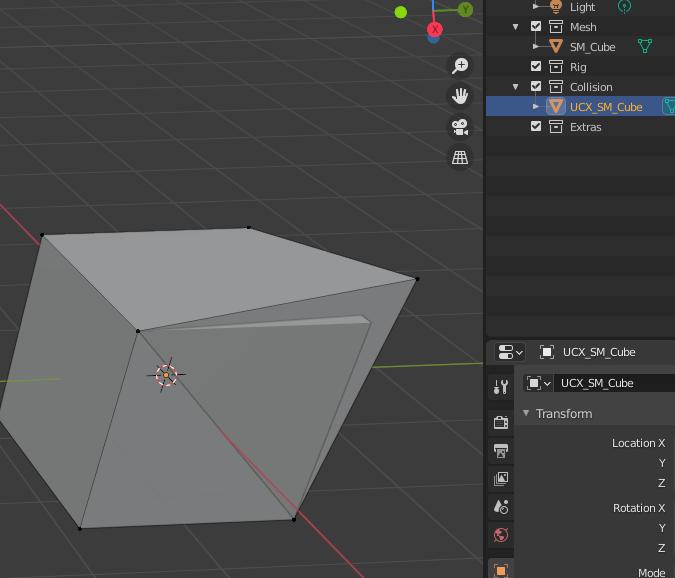 Light
Y
Mesh
X
SM_Cube
Rig
Collision
UCX_SM_Cube
Extras
UCX_SM_Cube
UCX_SM_Cube
Transform
Location X
Y
Z
Rotation X
Y
Z
Mode